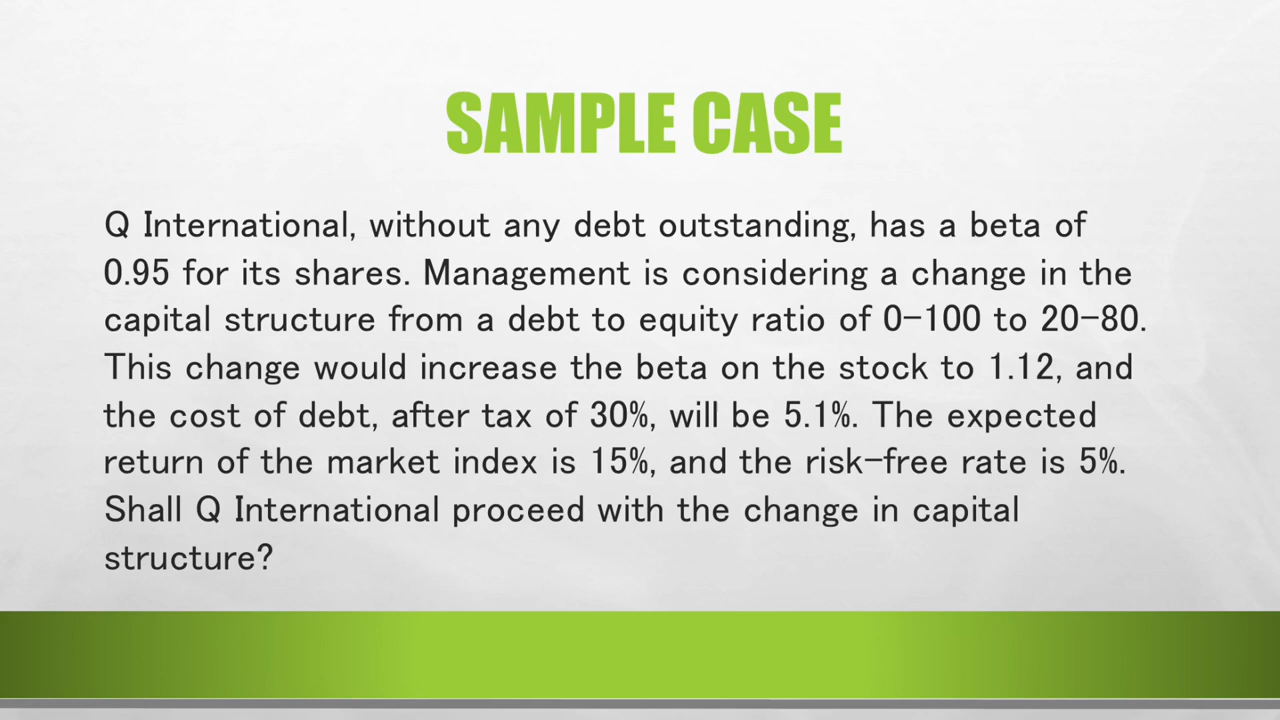 SAMPLE CASE
Q International, without any debt outstanding, has a beta of
0.95 for its shares. Management is considering a change in the
capital structure from a debt to equity ratio of 0-100 to 20-80.
This change would increase the beta on the stock to 1.12, and
the cost of debt, after tax of 30%, will be 5.1%. The expected
return of the market index is 15%, and the risk-free rate is 5%.
Shall Q International proceed with the change in capital
structure?